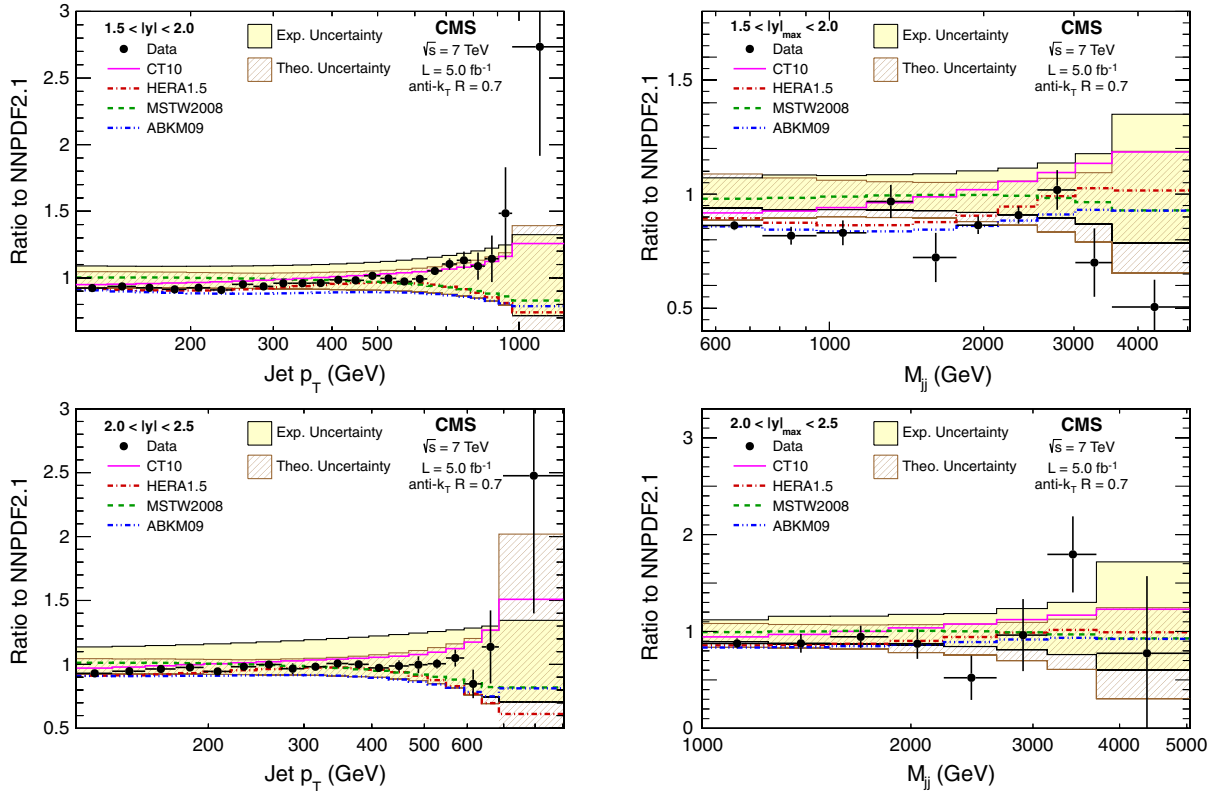 Ratio to NNPDF2.1
3
2.5
2
1.5
1
1.5 < |y| < 2.0
Data
CT10
HERA1.5
MSTW2008
ABKM09
Exp. Uncertainty
Theo. Uncertainty
CMS
√s = 7 TeV
L = 5.0 fb-1
anti-kT R = 0.7
200 300 400 500 1000
Jet pT (GeV)
Ratio to NNPDF2.1
1.5
1
0.5
1.5 < |y|max < 2.0
Data
CT10
HERA1.5
MSTW2008
ABKM09
Exp. Uncertainty
Theo. Uncertainty
CMS
√s = 7 TeV
L = 5.0 fb-1
anti-kT R = 0.7
600 1000 2000 3000 4000
Mjj (GeV)
Ratio to NNPDF2.1
3
2.5
2
1.5
1
0.5
2.0 < |y| < 2.5
Data
CT10
HERA1.5
MSTW2008
ABKM09
Exp. Uncertainty
Theo. Uncertainty
CMS
√s = 7 TeV
L = 5.0 fb-1
anti-kT R = 0.7
200 300 400 500 600
Jet pT (GeV)
Ratio to NNPDF2.1
3
2
1
0
2.0 < |y|max < 2.5
Data
CT10
HERA1.5
MSTW2008
ABKM09
Exp. Uncertainty
Theo. Uncertainty
CMS
√s = 7 TeV
L = 5.0 fb-1
anti-kT R = 0.7
1000 2000 3000 4000 5000
Mjj (GeV)